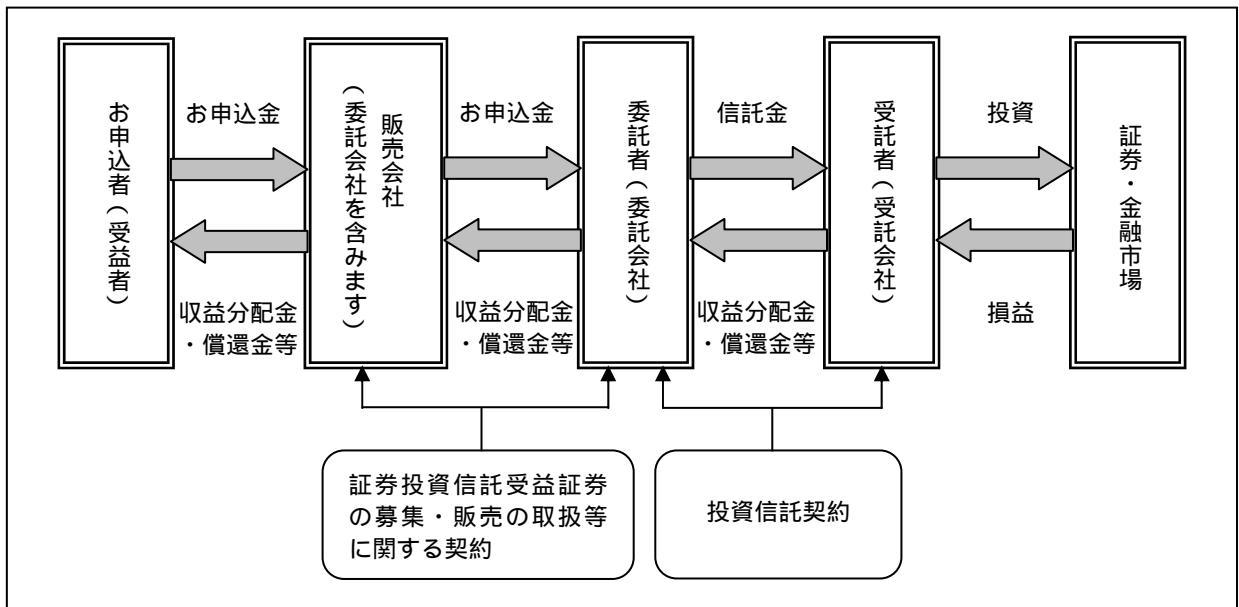 お申込者（受益者）
お申込金
収益分配金
・償還金等
販売会社
（委託会社を含みます）
お申込金
収益分配金
・償還金等
委託者（委託会社）
信託金
収益分配金
・償還金等
受託者（受託会社）
投資
損益
証券・金融市場
証券投資信託受益証券
の募集・販売の取扱等
に関する契約
投資信託契約